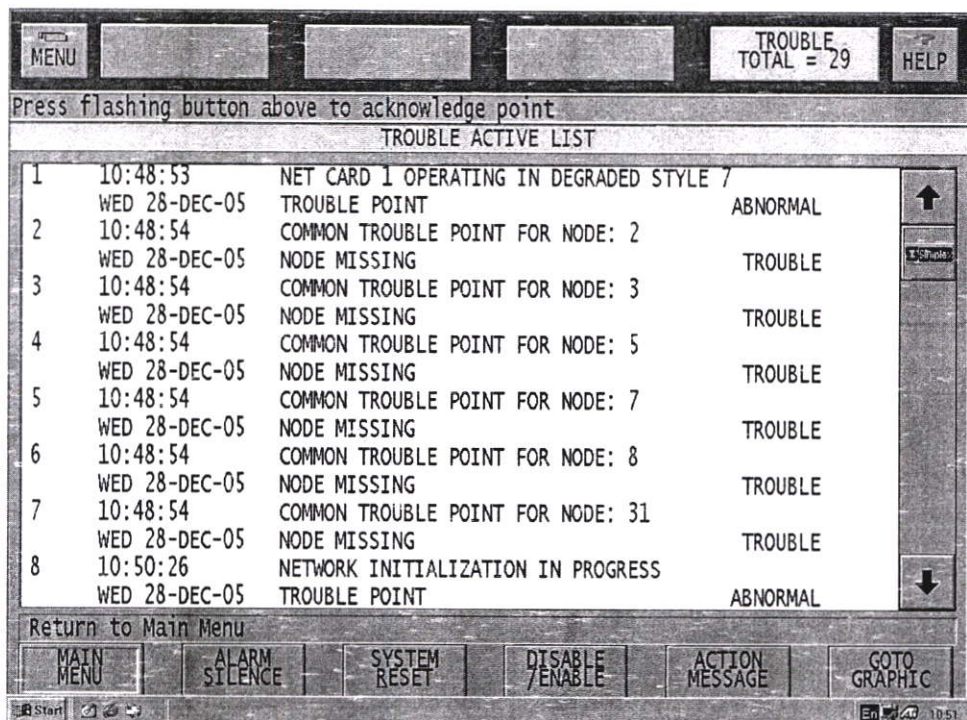 MENU
TROUBLE
TOTAL = 29
HELP
Press flashing button above to acknowledge point
TROUBLE ACTIVE LIST
1 10:48:53 NET CARD 1 OPERATING IN DEGRADED STYLE 7
WED 28-DEC-05 TROUBLE POINT ABNORMAL
2 10:48:54 COMMON TROUBLE POINT FOR NODE: 2
WED 28-DEC-05 NODE MISSING TROUBLE
3 10:48:54 COMMON TROUBLE POINT FOR NODE: 3
WED 28-DEC-05 NODE MISSING TROUBLE
4 10:48:54 COMMON TROUBLE POINT FOR NODE: 5
WED 28-DEC-05 NODE MISSING TROUBLE
5 10:48:54 COMMON TROUBLE POINT FOR NODE: 7
WED 28-DEC-05 NODE MISSING TROUBLE
6 10:48:54 COMMON TROUBLE POINT FOR NODE: 8
WED 28-DEC-05 NODE MISSING TROUBLE
7 10:48:54 COMMON TROUBLE POINT FOR NODE: 31
WED 28-DEC-05 NODE MISSING TROUBLE
8 10:50:26 NETWORK INITIALIZATION IN PROGRESS
WED 28-DEC-05 TROUBLE POINT ABNORMAL
Simplex
Return to Main Menu
MAIN
MENU
ALARM
SILENCE
SYSTEM
RESET
DISABLE
/ENABLE
ACTION
MESSAGE
GOTO
GRAPHIC
Start
En
10:51